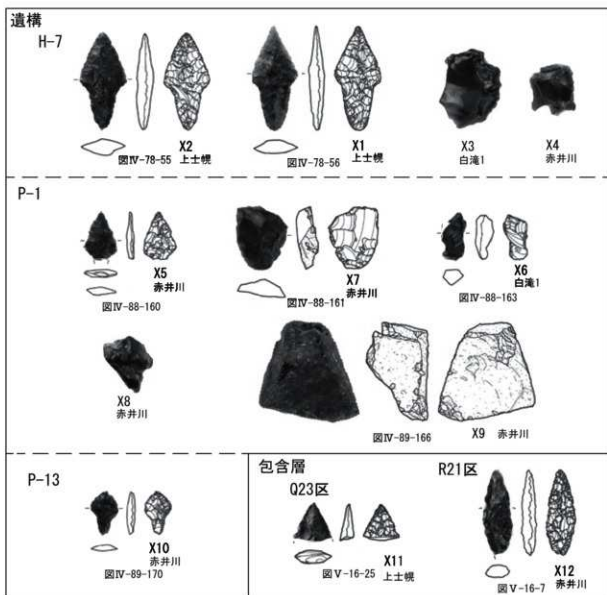 遺構
H-7
X2
図Ⅳ-78-55 上士幌
X1
図Ⅳ-78-56 上士幌
X3
白滝1
X4
赤井川
P-1
X5
赤井川
図Ⅳ-88-160
X7
赤井川
図Ⅳ-88-161
X6
白滝1
図Ⅳ-88-163
X8
赤井川
図Ⅳ-89-166
X9 赤井川
P-13
X10
赤井川
図Ⅳ-89-170
包含層
Q23区
X11
図Ⅴ-16-25 上士幌
R21区
X12
図Ⅴ-16-7 赤井川